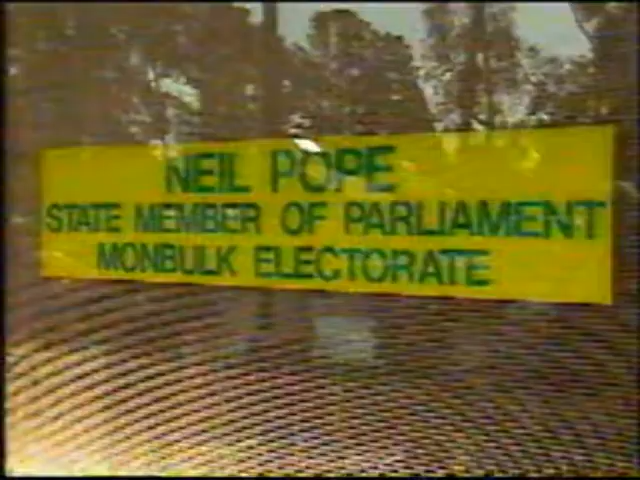 NEIL POPE
STATE MEMBER OF PARLIAMENT
MONBULK ELECTORATE